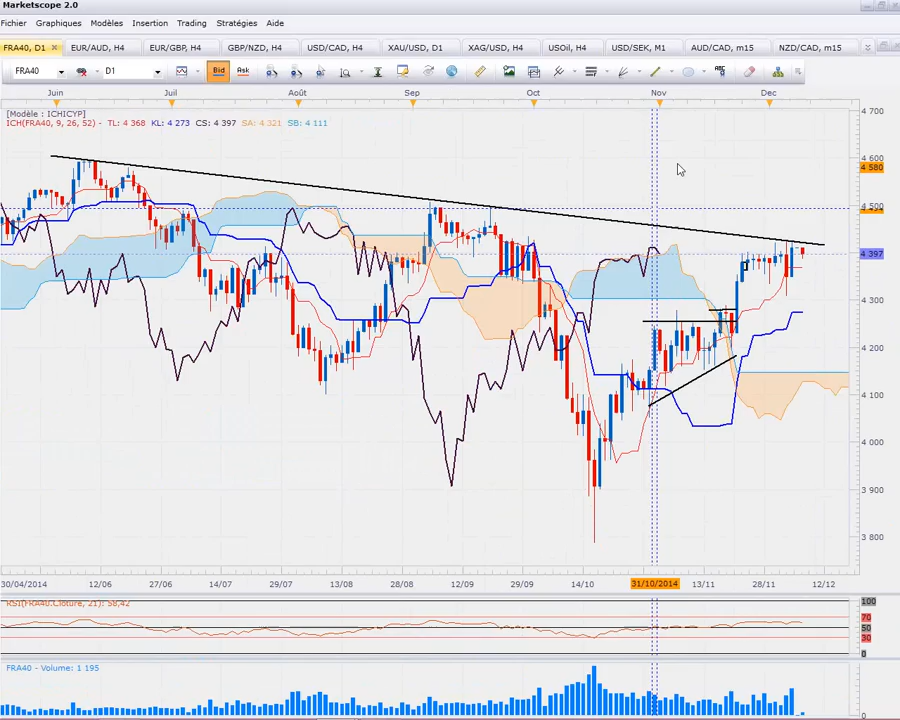 Marketscope 2.0
Fichier Graphiques Modèles Insertion Trading Stratégies Aide
FRA40, D1 EUR/AUD, H4 EUR/GBP, H4 GBP/NZD, H4 USD/CAD, H4 XAU/USD, D1 XAG/USD, H4 USOil, H4 USD/SEK, M1 AUD/CAD, m15 NZD/CAD, m15
FRA40 D1 Bid Ask ABC
Juin Juil Août Sep Oct Nov Dec
[Modèle : ICHICYP]
ICH(FRA40, 9, 26, 52) - TL: 4 368 KL: 4 273 CS: 4 397 SA: 4 321 SB: 4 111
4 700
4 600
4 580
4 500
4 397
4 300
4 200
4 100
4 000
3 900
3 800
30/04/2014 12/06 27/06 14/07 29/07 13/08 28/08 12/09 29/09 14/10 31/10/2014 13/11 28/11 12/12
RSI(FRA40.Clôture, 21): 58,42
100
70
50
30
0
FRA40 - Volume: 1 195
0